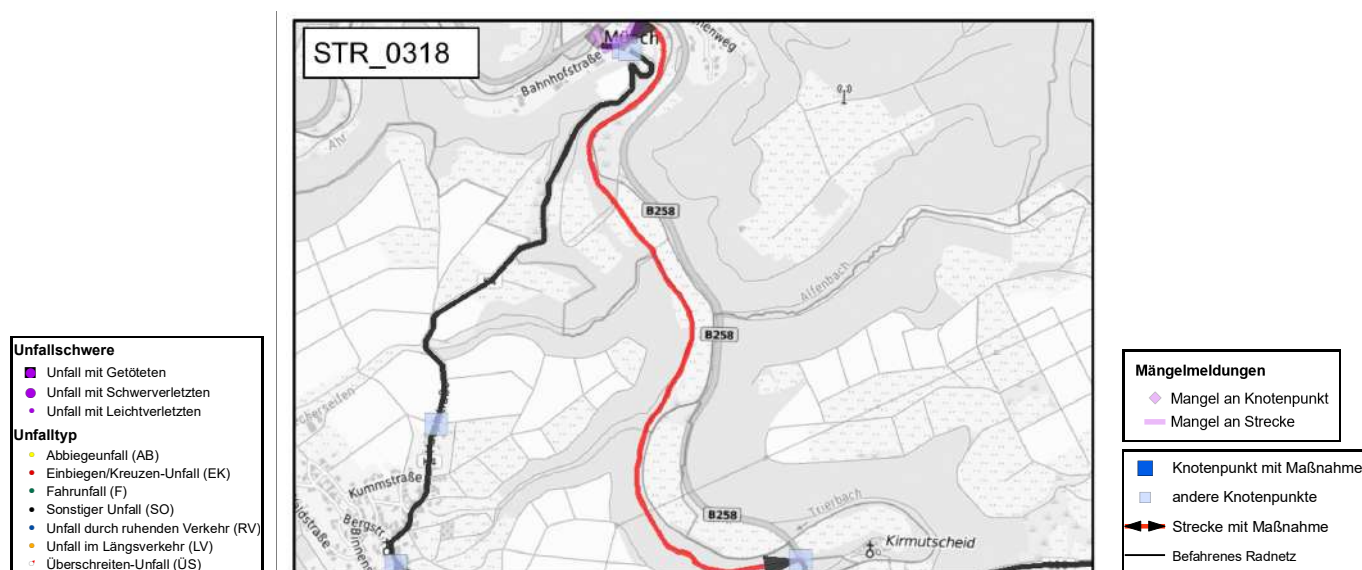 STR_0318
Münch
Bahnhofstraße
Ahr
B258
Alfenbach
B258
Kummstraße
Bergstr.
B258
Trierbach
Kirmutscheid
Unfallschwere
Unfall mit Getöteten
Unfall mit Schwerverletzten
Unfall mit Leichtverletzten
Unfalltyp
Abbiegeunfall (AB)
Einbiegen/Kreuzen-Unfall (EK)
Fahrunfall (F)
Sonstiger Unfall (SO)
Unfall durch ruhenden Verkehr (RV)
Unfall im Längsverkehr (LV)
Überschreiten-Unfall (ÜS)
Mängelmeldungen
Mangel an Knotenpunkt
Mangel an Strecke
Knotenpunkt mit Maßnahme
andere Knotenpunkte
Strecke mit Maßnahme
Befahrenes Radnetz